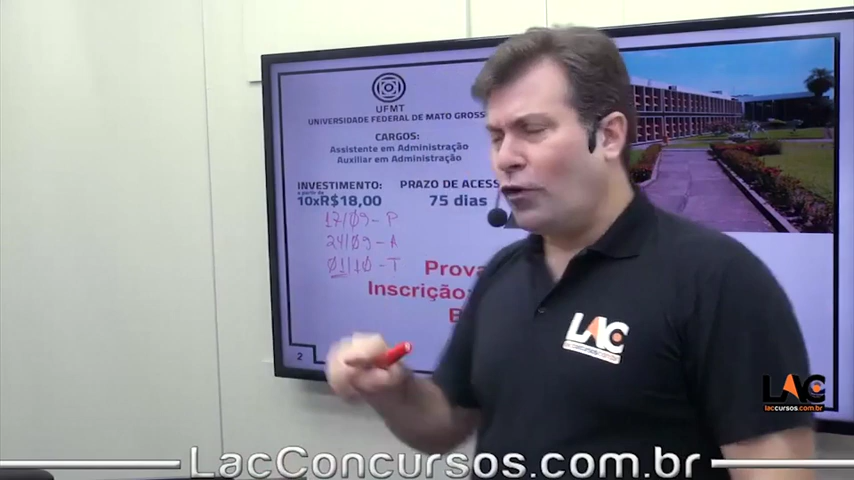 UFMT
UNIVERSIDADE FEDERAL DE MATO GROSS
CARGOS:
Assistente em Administração
Auxiliar em Administração
INVESTIMENTO:
a partir de
10xR$18,00
PRAZO DE ACESS
75 dias
17/09 - P
24/09 - A
01/10 - T
Prova
Inscrição:
B
2
LAC
LAC
laccursos.com.br
LacConcursos.com.br